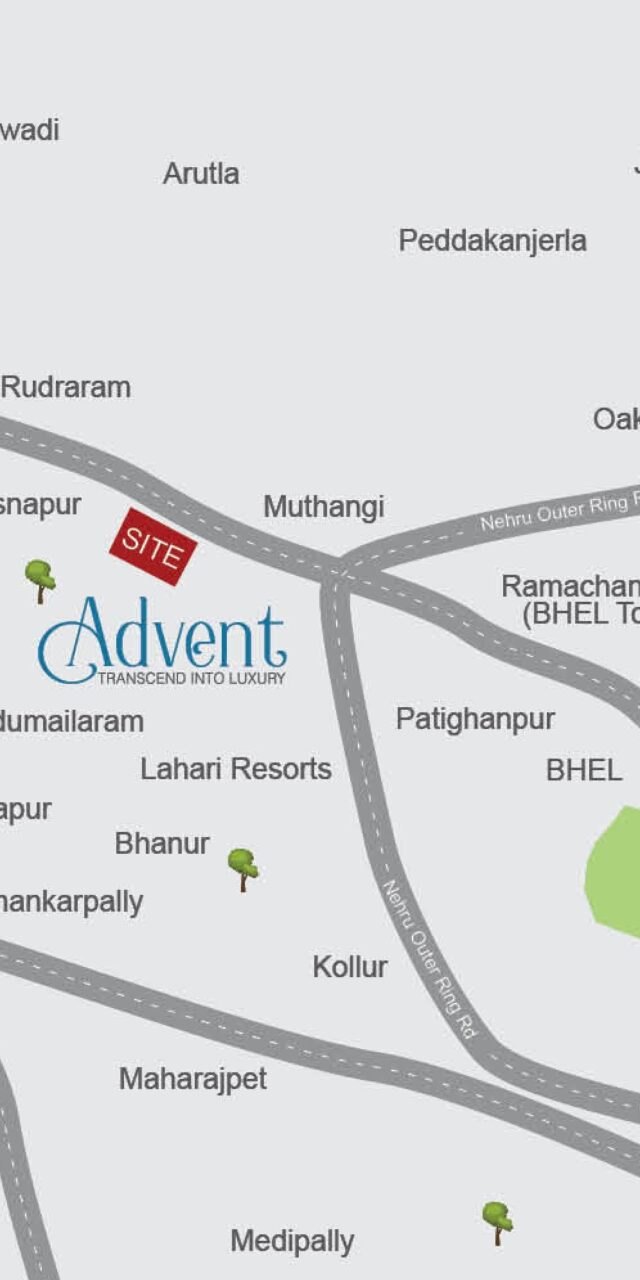 wadi
Arutla
Peddakanjerla
Rudraram
Oak
snapur
Muthangi
Nehru Outer Ring R
SITE
Ramachan
(BHEL To
Advent
TRANSCEND INTO LUXURY
dumailaram
Patighanpur
Lahari Resorts
BHEL
apur
Bhanur
hankarpally
Nehru Outer Ring Rd
Kollur
Maharajpet
Medipally